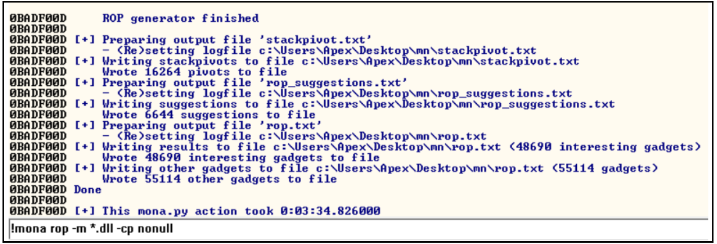 0BADF00D ROP generator finished
0BADF00D
0BADF00D [+] Preparing output file 'stackpivot.txt'
0BADF00D - (Re)setting logfile c:\Users\Apex\Desktop\mn\stackpivot.txt
0BADF00D [+] Writing stackpivots to file c:\Users\Apex\Desktop\mn\stackpivot.txt
0BADF00D Wrote 16264 pivots to file
0BADF00D [+] Preparing output file 'rop_suggestions.txt'
0BADF00D - (Re)setting logfile c:\Users\Apex\Desktop\mn\rop_suggestions.txt
0BADF00D [+] Writing suggestions to file c:\Users\Apex\Desktop\mn\rop_suggestions.txt
0BADF00D Wrote 6644 suggestions to file
0BADF00D [+] Preparing output file 'rop.txt'
0BADF00D - (Re)setting logfile c:\Users\Apex\Desktop\mn\rop.txt
0BADF00D [+] Writing results to file c:\Users\Apex\Desktop\mn\rop.txt (48690 interesting gadgets)
0BADF00D Wrote 48690 interesting gadgets to file
0BADF00D [+] Writing other gadgets to file c:\Users\Apex\Desktop\mn\rop.txt (55114 gadgets)
0BADF00D Wrote 55114 other gadgets to file
0BADF00D Done
0BADF00D
0BADF00D [+] This mona.py action took 0:03:34.826000
!mona rop -m *.dll -cp nonull